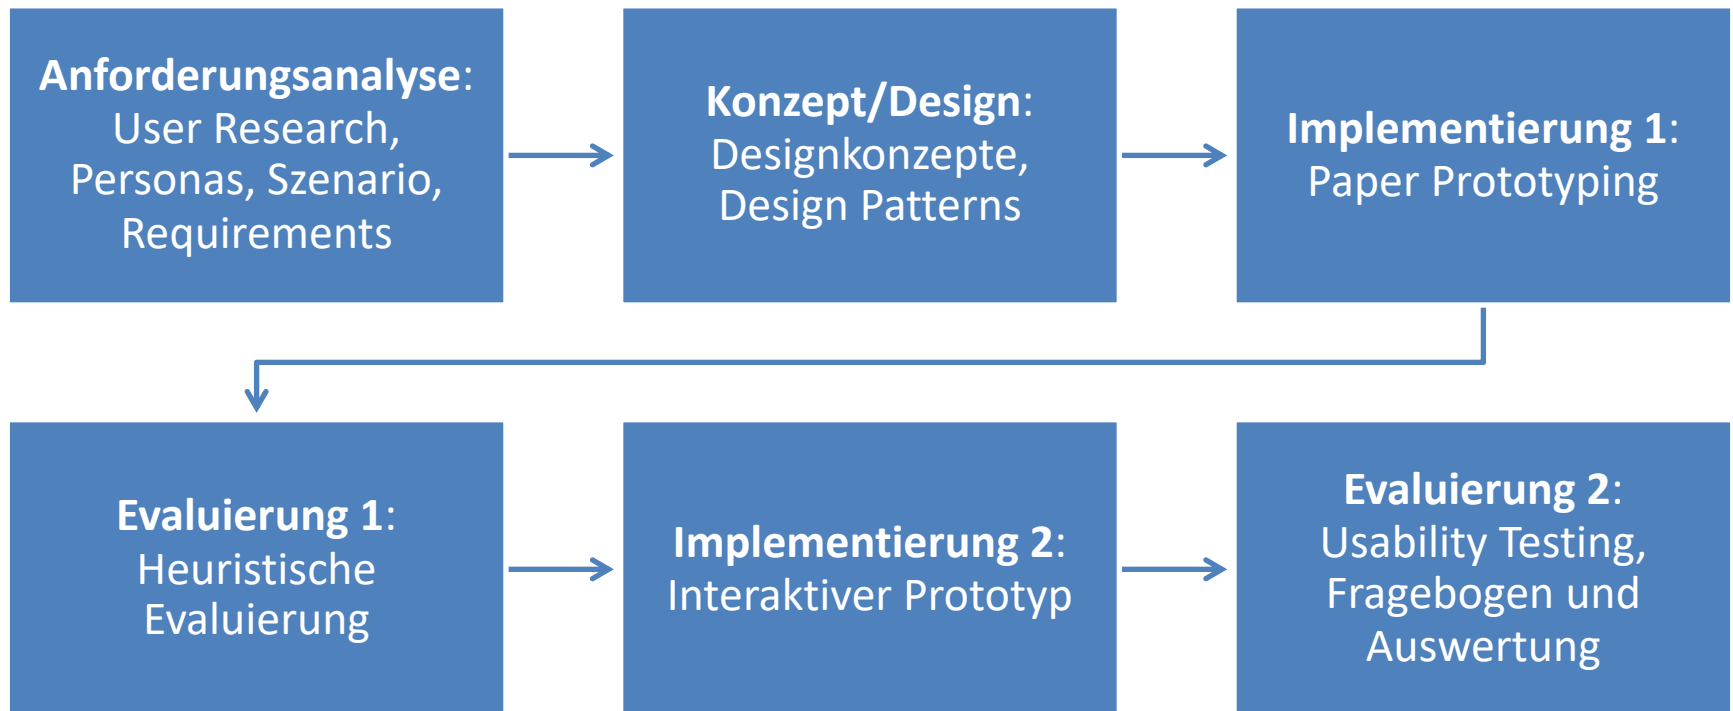 Anforderungsanalyse:
User Research,
Personas, Szenario,
Requirements
Konzept/Design:
Designkonzepte,
Design Patterns
Implementierung 1:
Paper Prototyping
Evaluierung 1:
Heuristische
Evaluierung
Implementierung 2:
Interaktiver Prototyp
Evaluierung 2:
Usability Testing,
Fragebogen und
Auswertung